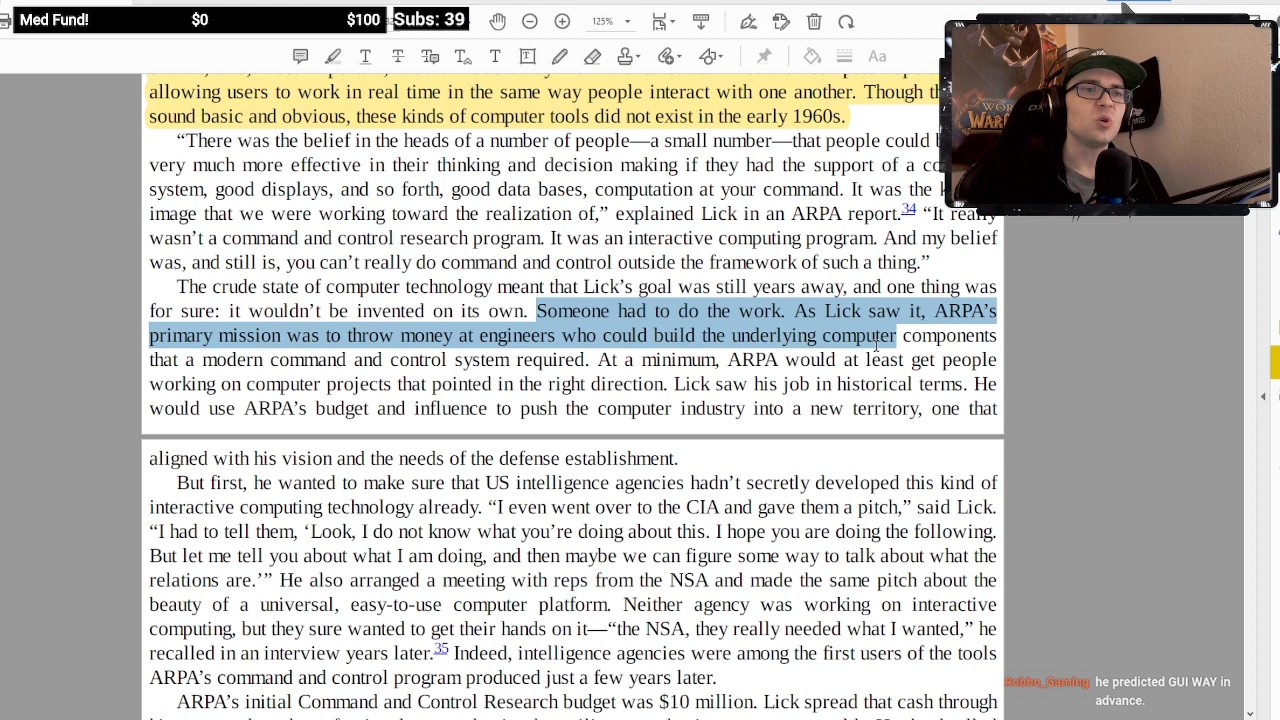 Med Fund! $0 $100 Subs: 39
125%
allowing users to work in real time in the same way people interact with one another. Though
sound basic and obvious, these kinds of computer tools did not exist in the early 1960s.
“There was the belief in the heads of a number of people—a small number—that people could
very much more effective in their thinking and decision making if they had the support of a
system, good displays, and so forth, good data bases, computation at your command. It was the
image that we were working toward the realization of,” explained Lick in an ARPA report.34 “It really
wasn’t a command and control research program. It was an interactive computing program. And my belief
was, and still is, you can’t really do command and control outside the framework of such a thing.”
The crude state of computer technology meant that Lick’s goal was still years away, and one thing was
for sure: it wouldn’t be invented on its own. Someone had to do the work. As Lick saw it, ARPA’s
primary mission was to throw money at engineers who could build the underlying computer components
that a modern command and control system required. At a minimum, ARPA would at least get people
working on computer projects that pointed in the right direction. Lick saw his job in historical terms. He
would use ARPA’s budget and influence to push the computer industry into a new territory, one that
aligned with his vision and the needs of the defense establishment.
But first, he wanted to make sure that US intelligence agencies hadn’t secretly developed this kind of
interactive computing technology already. “I even went over to the CIA and gave them a pitch,” said Lick.
“I had to tell them, ‘Look, I do not know what you’re doing about this. I hope you are doing the following.
But let me tell you about what I am doing, and then maybe we can figure some way to talk about what the
relations are.’” He also arranged a meeting with reps from the NSA and made the same pitch about the
beauty of a universal, easy-to-use computer platform. Neither agency was working on interactive
computing, but they sure wanted to get their hands on it—“the NSA, they really needed what I wanted,” he
recalled in an interview years later.35 Indeed, intelligence agencies were among the first users of the tools
ARPA’s command and control program produced just a few years later.
ARPA’s initial Command and Control Research budget was $10 million. Lick spread that cash through
Robbo_Gaming he predicted GUI WAY in
advance.